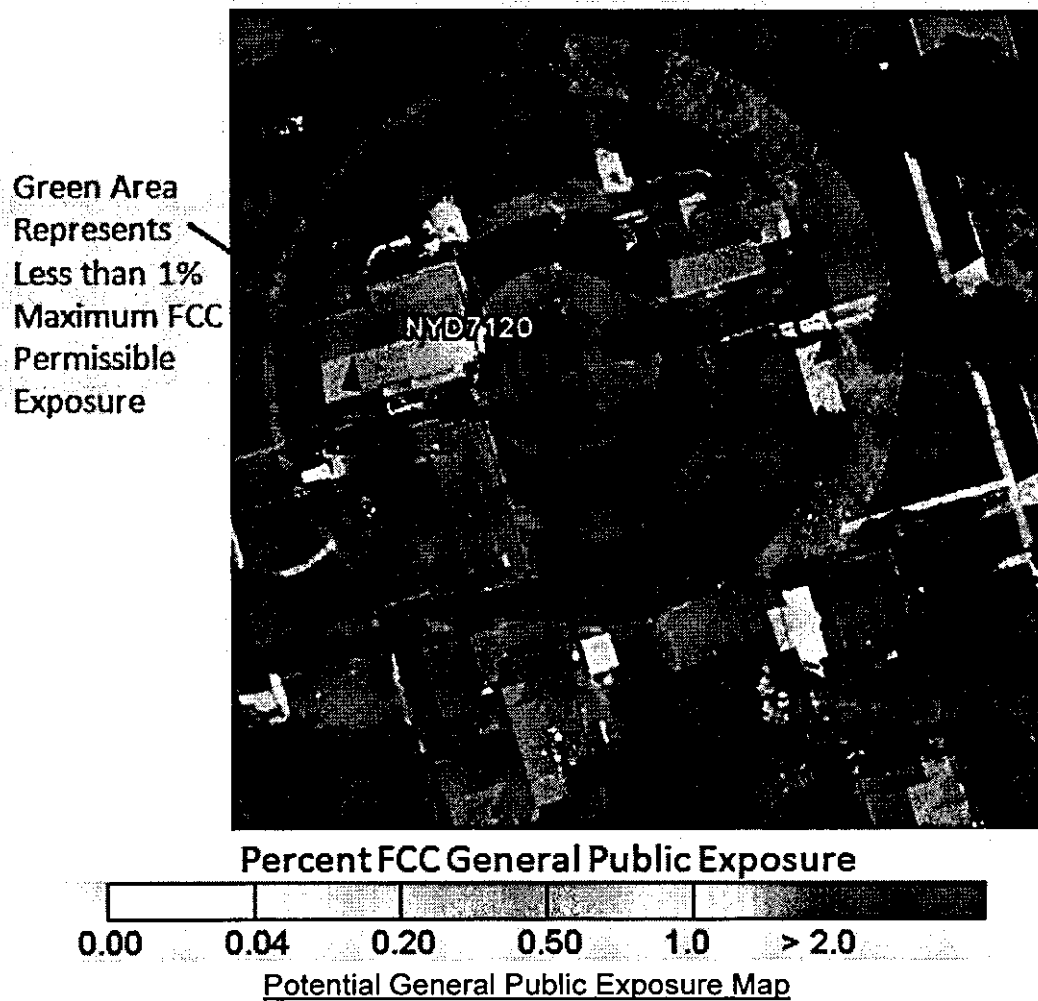 Green Area
Represents
Less than 1%
Maximum FCC
Permissible
Exposure
NYD7120
Percent FCC General Public Exposure
0.00 0.04 0.20 0.50 1.0 > 2.0
Potential General Public Exposure Map